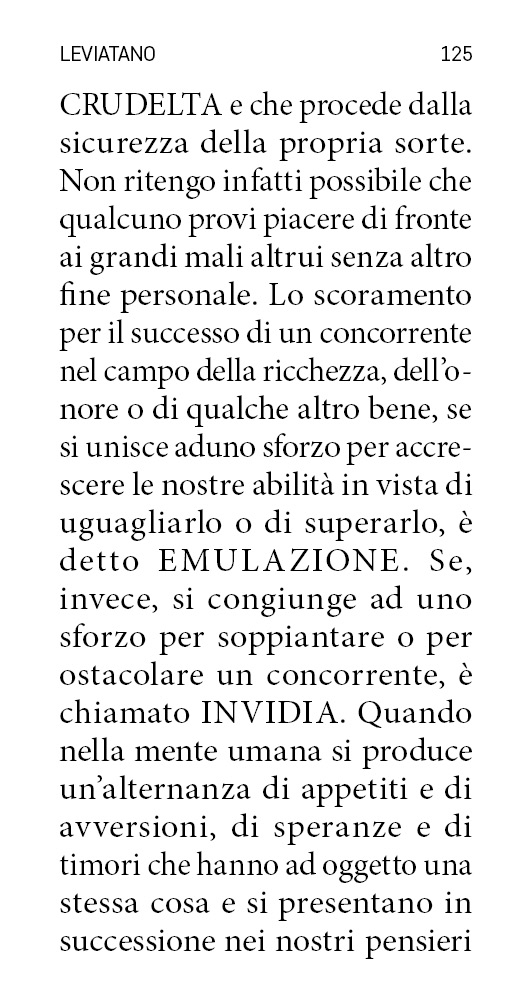 LEVIATANO 125
CRUDELTA e che procede dalla
sicurezza della propria sorte.
Non ritengo infatti possibile che
qualcuno provi piacere di fronte
ai grandi mali altrui senza altro
fine personale. Lo scoramento
per il successo di un concorrente
nel campo della ricchezza, dell’o-
nore o di qualche altro bene, se
si unisce aduno sforzo per accre-
scere le nostre abilità in vista di
uguagliarlo o di superarlo, è
detto EMULAZIONE. Se,
invece, si congiunge ad uno
sforzo per soppiantare o per
ostacolare un concorrente, è
chiamato INVIDIA. Quando
nella mente umana si produce
un’alternanza di appetiti e di
avversioni, di speranze e di
timori che hanno ad oggetto una
stessa cosa e si presentano in
successione nei nostri pensieri